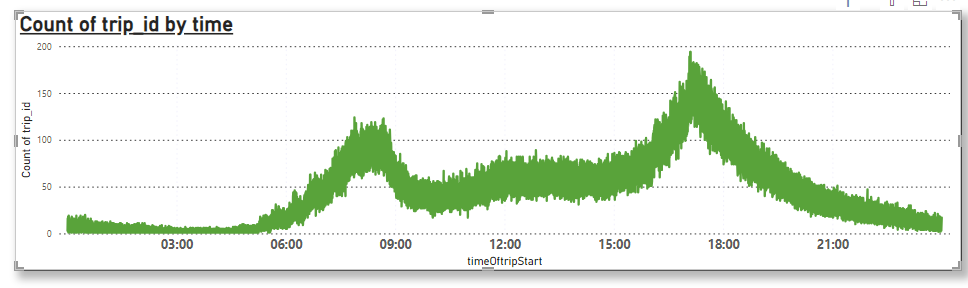 Count of trip_id by time
200
150
100
50
0
Count of trip_id
03:00 06:00 09:00 12:00 15:00 18:00 21:00
timeOftripStart